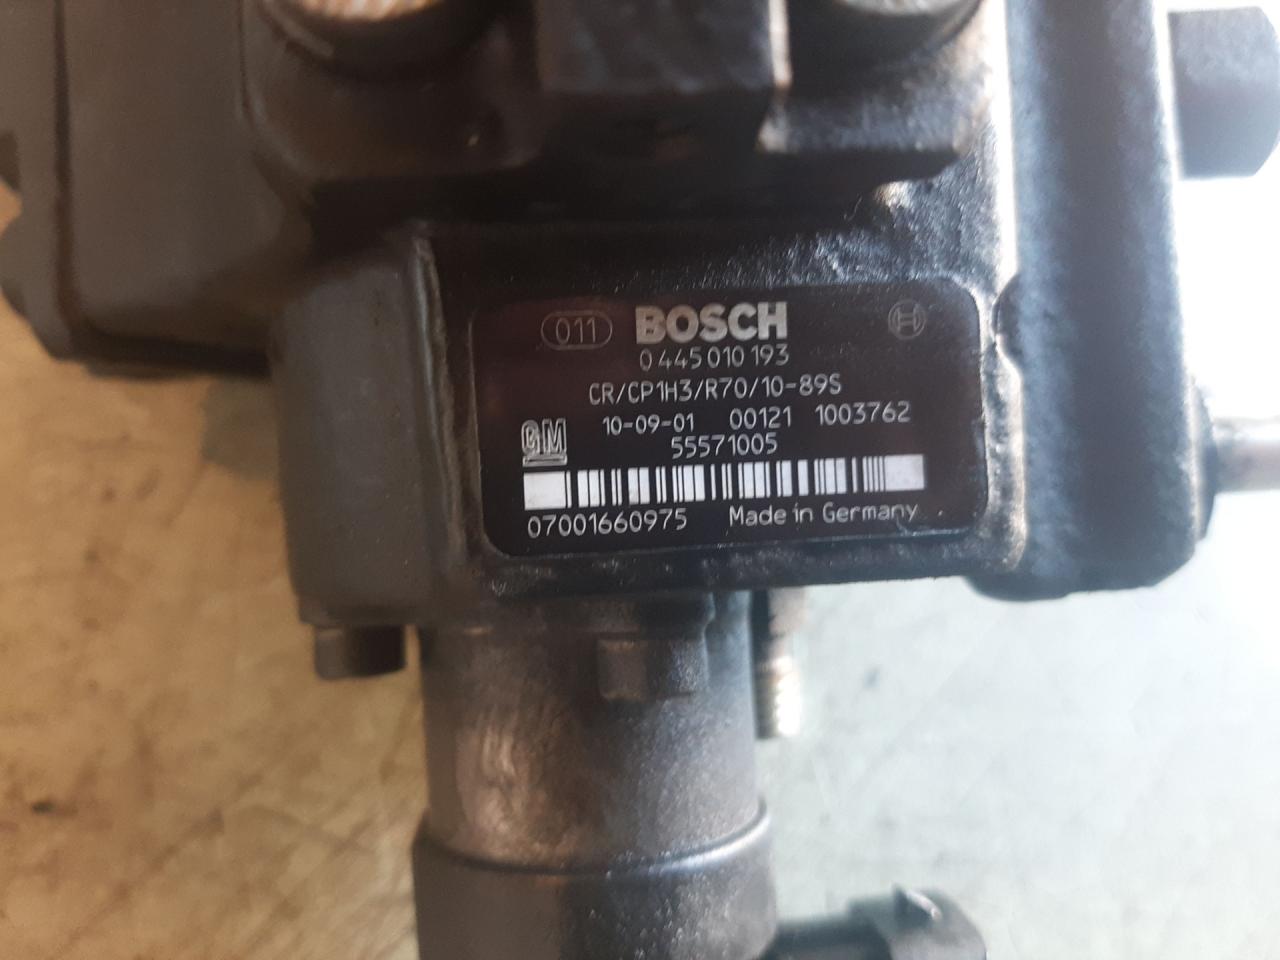 011 BOSCH
0 445 010 193
CR/CP1H3/R70/10-89S
GM 10-09-01 00121 1003762
55571005
07001660975 Made in Germany